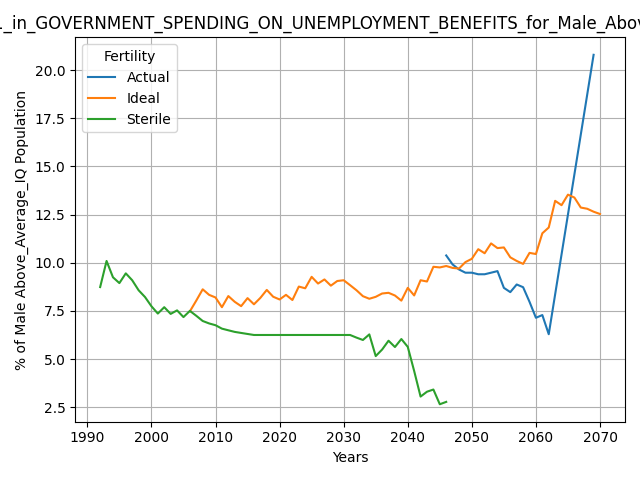 _in_GOVERNMENT_SPENDING_ON_UNEMPLOYMENT_BENEFITS_for_Male_Abov
Fertility
Actual
Ideal
Sterile
% of Male Above_Average_IQ Population
20.0
17.5
15.0
12.5
10.0
7.5
5.0
2.5
1990 2000 2010 2020 2030 2040 2050 2060 2070
Years